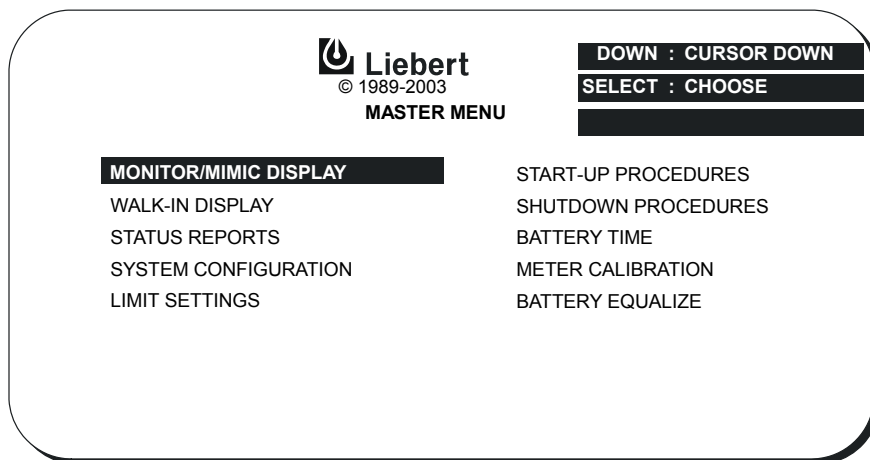 Liebert
© 1989-2003
MASTER MENU
DOWN : CURSOR DOWN
SELECT : CHOOSE
MONITOR/MIMIC DISPLAY
WALK-IN DISPLAY
STATUS REPORTS
SYSTEM CONFIGURATION
LIMIT SETTINGS
START-UP PROCEDURES
SHUTDOWN PROCEDURES
BATTERY TIME
METER CALIBRATION
BATTERY EQUALIZE